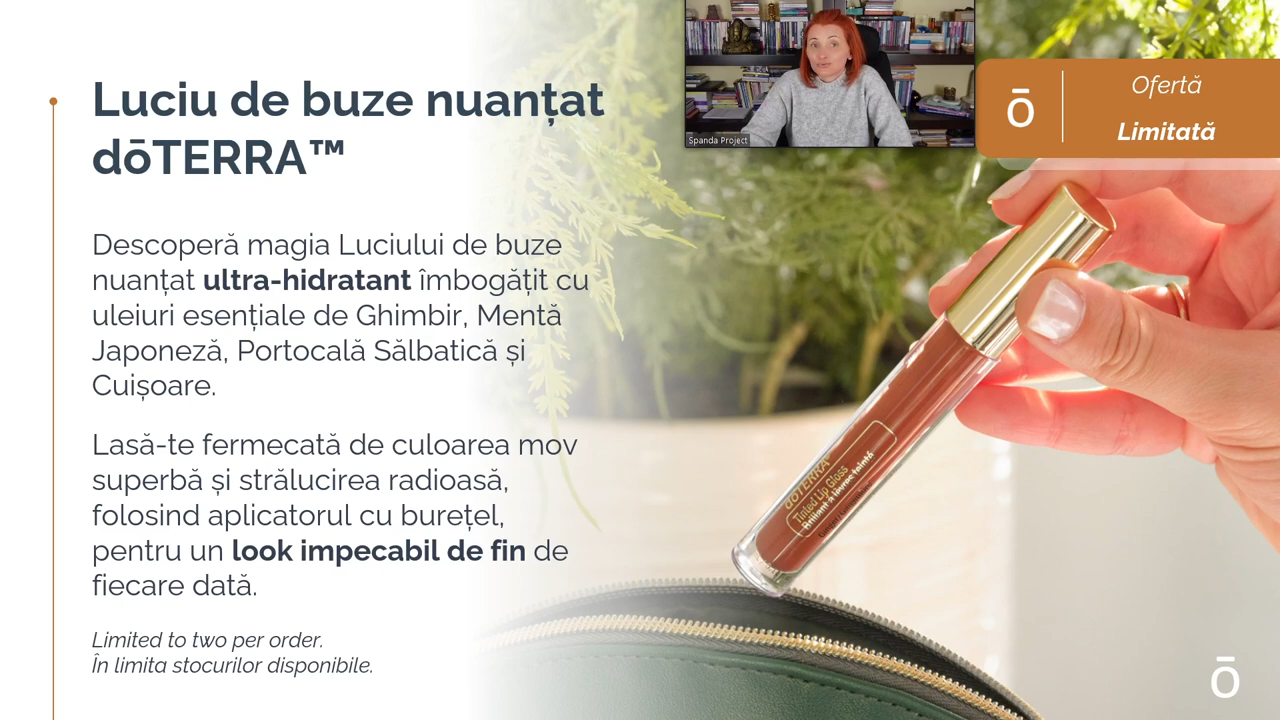 Luciu de buze nuanțat
dōTERRA™
Descoperă magia Luciului de buze
nuanțat ultra-hidratant îmbogățit cu
uleiuri esențiale de Ghimbir, Mentă
Japoneză, Portocală Sălbatică și
Cuișoare.
Lasă-te fermecată de culoarea mov
superbă și strălucirea radioasă,
folosind aplicatorul cu burețel,
pentru un look impecabil de fin de
fiecare dată.
Limited to two per order.
În limita stocurilor disponibile.
Spanda Project
ō
Ofertă
Limitată
dōTERRA
Tinted Lip Gloss
Brillant à lèvres teinté
ō